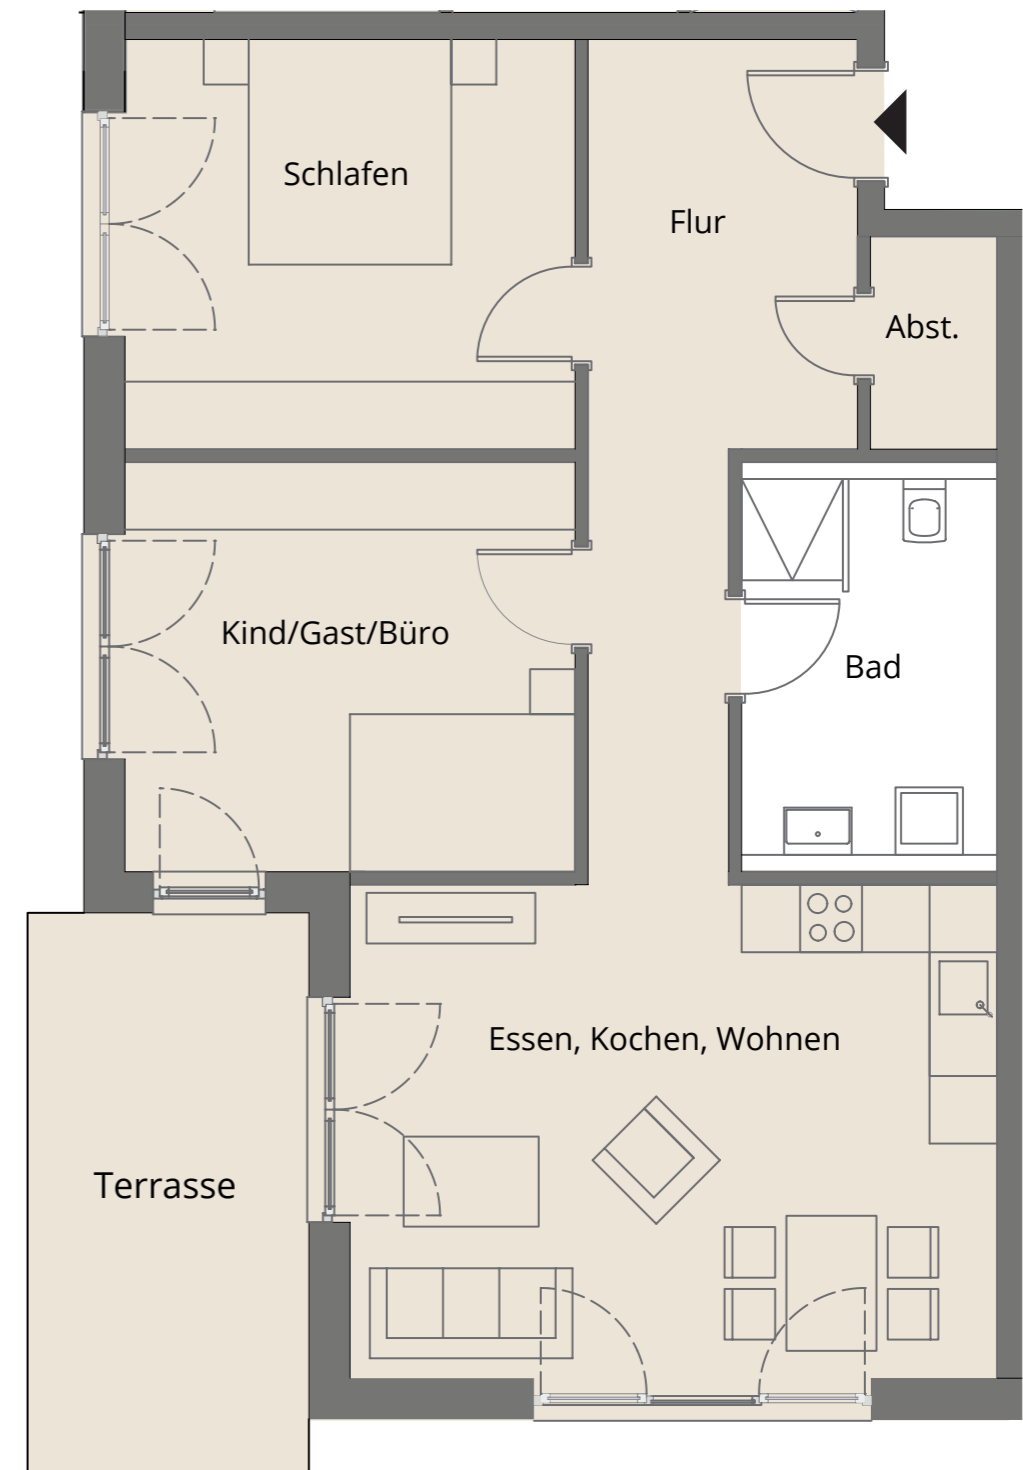 Schlafen
Flur
Abst.
Kind/Gast/Büro
Bad
Essen, Kochen, Wohnen
Terrasse